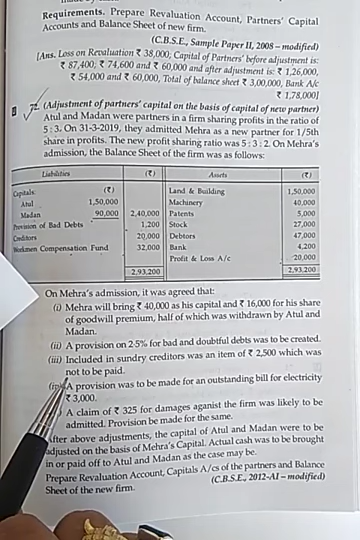 Requirements. Prepare Revaluation Account, Partners' Capital
Accounts and Balance Sheet of new firm.
(C.B.S.E., Sample Paper II, 2008 – modified)
[Ans. Loss on Revaluation ₹ 38,000; Capital of Partners' before adjustment is:
₹ 87,400; ₹ 74,600 and ₹ 60,000 and after adjustment is: ₹ 1,26,000,
₹ 54,000 and ₹ 60,000, Total of balance sheet ₹ 3,00,000, Bank A/c
₹ 1,78,000]
72. (Adjustment of partners' capital on the basis of capital of new partner)
Atul and Madan were partners in a firm sharing profits in the ratio of
5 : 3. On 31-3-2019, they admitted Mehra as a new partner for 1/5th
share in profits. The new profit sharing ratio was 5 : 3 : 2. On Mehra's
admission, the Balance Sheet of the firm was as follows:
Liabilities (₹) Assets (₹)
Capitals: (₹) Land & Building 1,50,000
Atul 1,50,000 Machinery 40,000
Madan 90,000 2,40,000 Patents 5,000
Provision of Bad Debts 1,200 Stock 27,000
Creditors 20,000 Debtors 47,000
Workmen Compensation Fund 32,000 Bank 4,200
Profit & Loss A/c 20,000
2,93,200 2,93,200
On Mehra's admission, it was agreed that:
(i) Mehra will bring ₹ 40,000 as his capital and ₹ 16,000 for his share
of goodwill premium, half of which was withdrawn by Atul and
Madan.
(ii) A provision on 2·5% for bad and doubtful debts was to be created.
(iii) Included in sundry creditors was an item of ₹ 2,500 which was
not to be paid.
(iv) A provision was to be made for an outstanding bill for electricity
₹ 3,000.
A claim of ₹ 325 for damages aganist the firm was likely to be
admitted. Provision be made for the same.
After above adjustments, the capital of Atul and Madan were to be
adjusted on the basis of Mehra's Capital. Actual cash was to be brought
in or paid off to Atul and Madan as the case may be.
Prepare Revaluation Account, Capitals A/cs of the partners and Balance
Sheet of the new firm. (C.B.S.E., 2012-AI – modified)